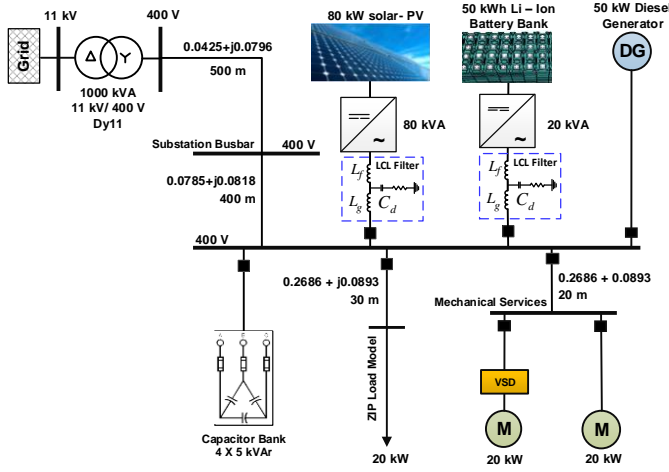 Grid
11 kV
400 V
Δ
Y
1000 kVA
11 kV/ 400 V
Dy11
0.0425+j0.0796
500 m
Substation Busbar
400 V
0.0785+j0.0818
400 m
400 V
80 kW solar- PV
80 kVA
LCL Filter
Lf
Lg
Cd
50 kWh Li – Ion
Battery Bank
20 kVA
LCL Filter
Lf
Lg
Cd
50 kW Diesel
Generator
DG
A B C
Capacitor Bank
4 X 5 kVAr
0.2686 + j0.0893
30 m
ZIP Load Model
20 kW
0.2686 + 0.0893
20 m
Mechanical Services
VSD
M
20 kW
M
20 kW